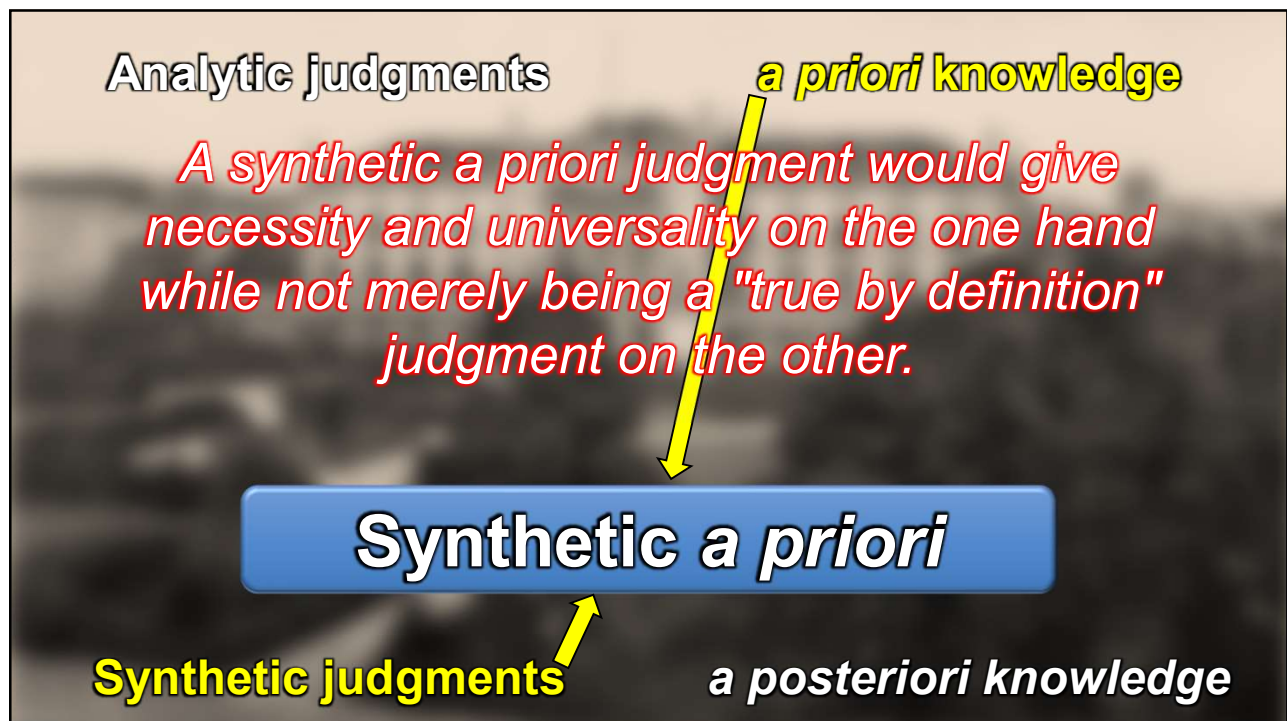 Analytic judgments
a priori knowledge
A synthetic a priori judgment would give
necessity and universality on the one hand
while not merely being a "true by definition"
judgment on the other.
Synthetic a priori
Synthetic judgments
a posteriori knowledge